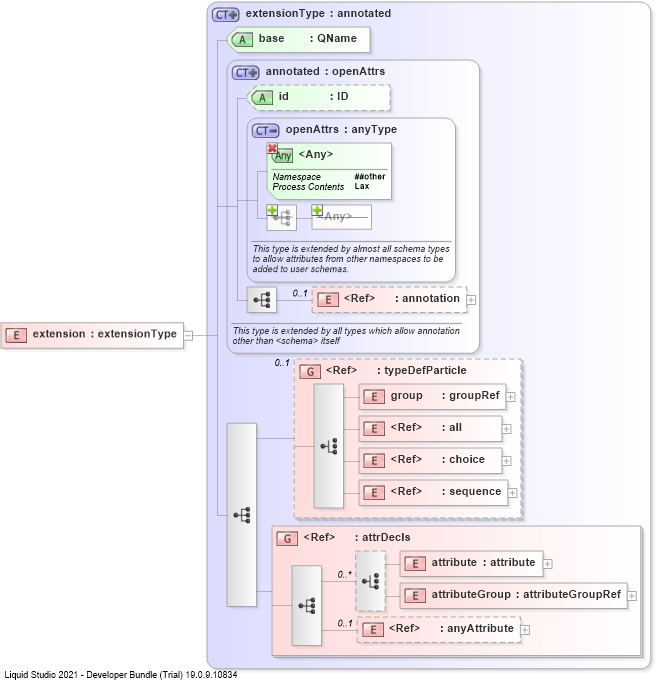 CT extensionType : annotated
A base : QName
CT annotated : openAttrs
A id : ID
CT openAttrs : anyType
Any <Any>
Namespace ##other
Process Contents Lax
<Any>
This type is extended by almost all schema types
to allow attributes from other namespaces to be
added to user schemas.
0..1
E <Ref> : annotation
This type is extended by all types which allow annotation
other than <schema> itself
E extension : extensionType
0..1
G <Ref> : typeDefParticle
E group : groupRef
E <Ref> : all
E <Ref> : choice
E <Ref> : sequence
G <Ref> : attrDecls
0..*
E attribute : attribute
E attributeGroup : attributeGroupRef
0..1
E <Ref> : anyAttribute
Liquid Studio 2021 - Developer Bundle (Trial) 19.0.9.10834